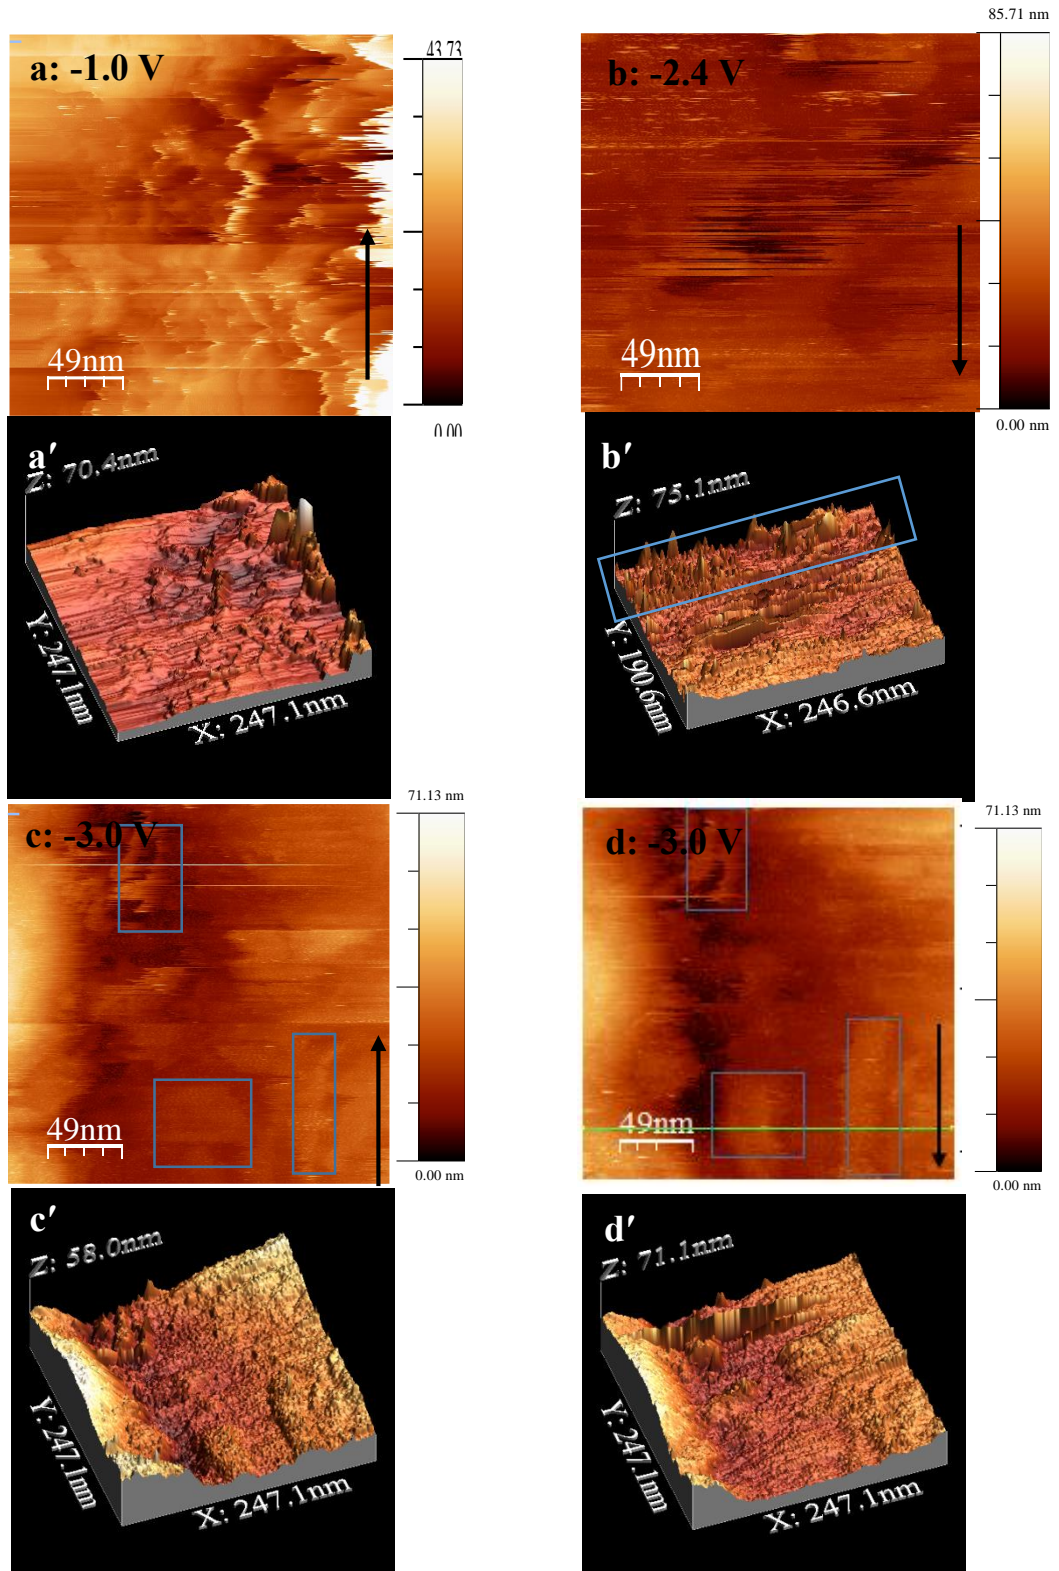 85.71 nm
43.73
a: -1.0 V
b: -2.4 V
49nm
49nm
0.00
0.00 nm
a′
Z: 70.4nm
Y: 247.1nm
X: 247.1nm
b′
Z: 75.1nm
Y: 190.6nm
X: 246.6nm
71.13 nm
71.13 nm
c: -3.0 V
d: -3.0 V
49nm
49nm
0.00 nm
0.00 nm
c′
Z: 58.0nm
Y: 247.1nm
X: 247.1nm
d′
Z: 71.1nm
Y: 247.1nm
X: 247.1nm